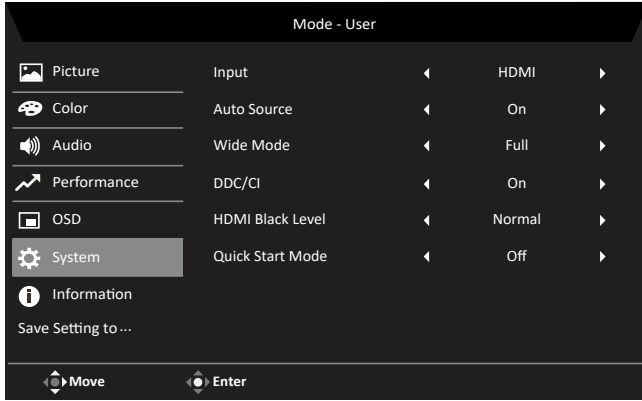 Mode - User
Picture
Input HDMI
Color
Auto Source On
Audio
Wide Mode Full
Performance
DDC/CI On
OSD
HDMI Black Level Normal
System
Quick Start Mode Off
Information
Save Setting to ...
Move Enter